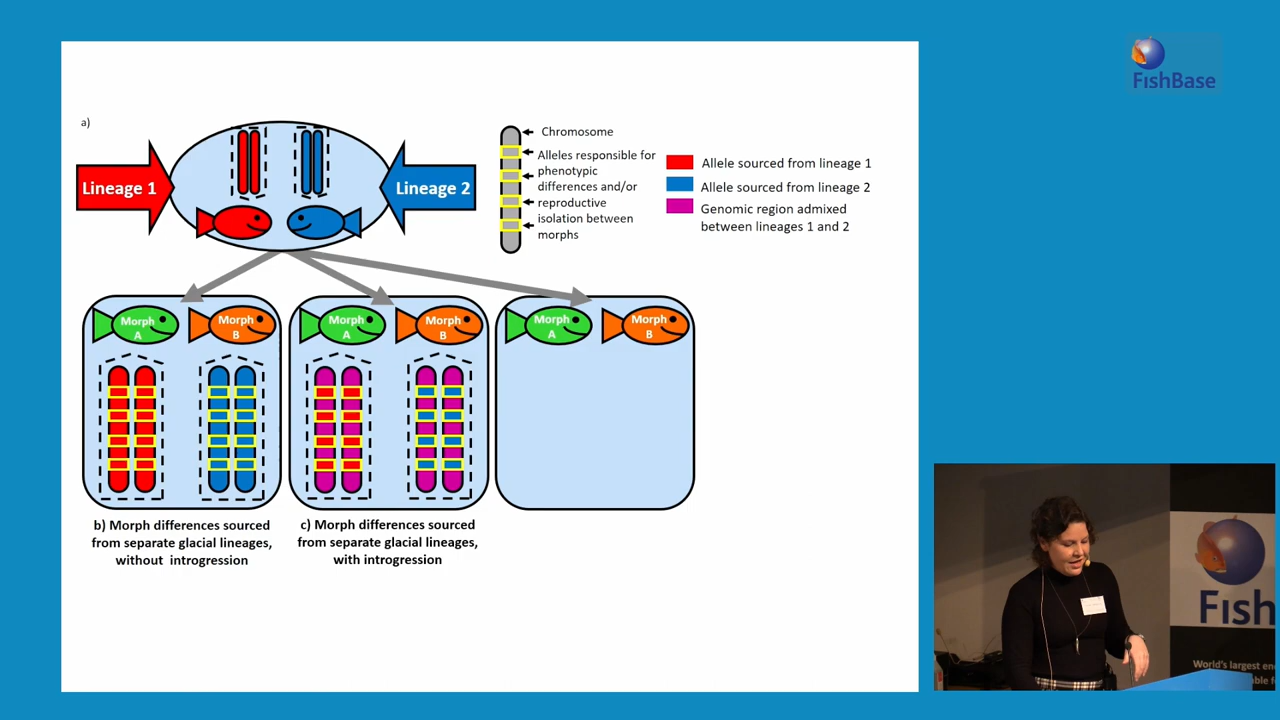 FishBase
a)
Lineage 1
Lineage 2
Chromosome
Alleles responsible for
phenotypic
differences and/or
reproductive
isolation between
morphs
Allele sourced from lineage 1
Allele sourced from lineage 2
Genomic region admixed
between lineages 1 and 2
Morph
A
Morph
B
Morph
A
Morph
B
Morph
A
Morph
B
b) Morph differences sourced
from separate glacial lineages,
without introgression
c) Morph differences sourced
from separate glacial lineages,
with introgression
Fish
World's largest en
able